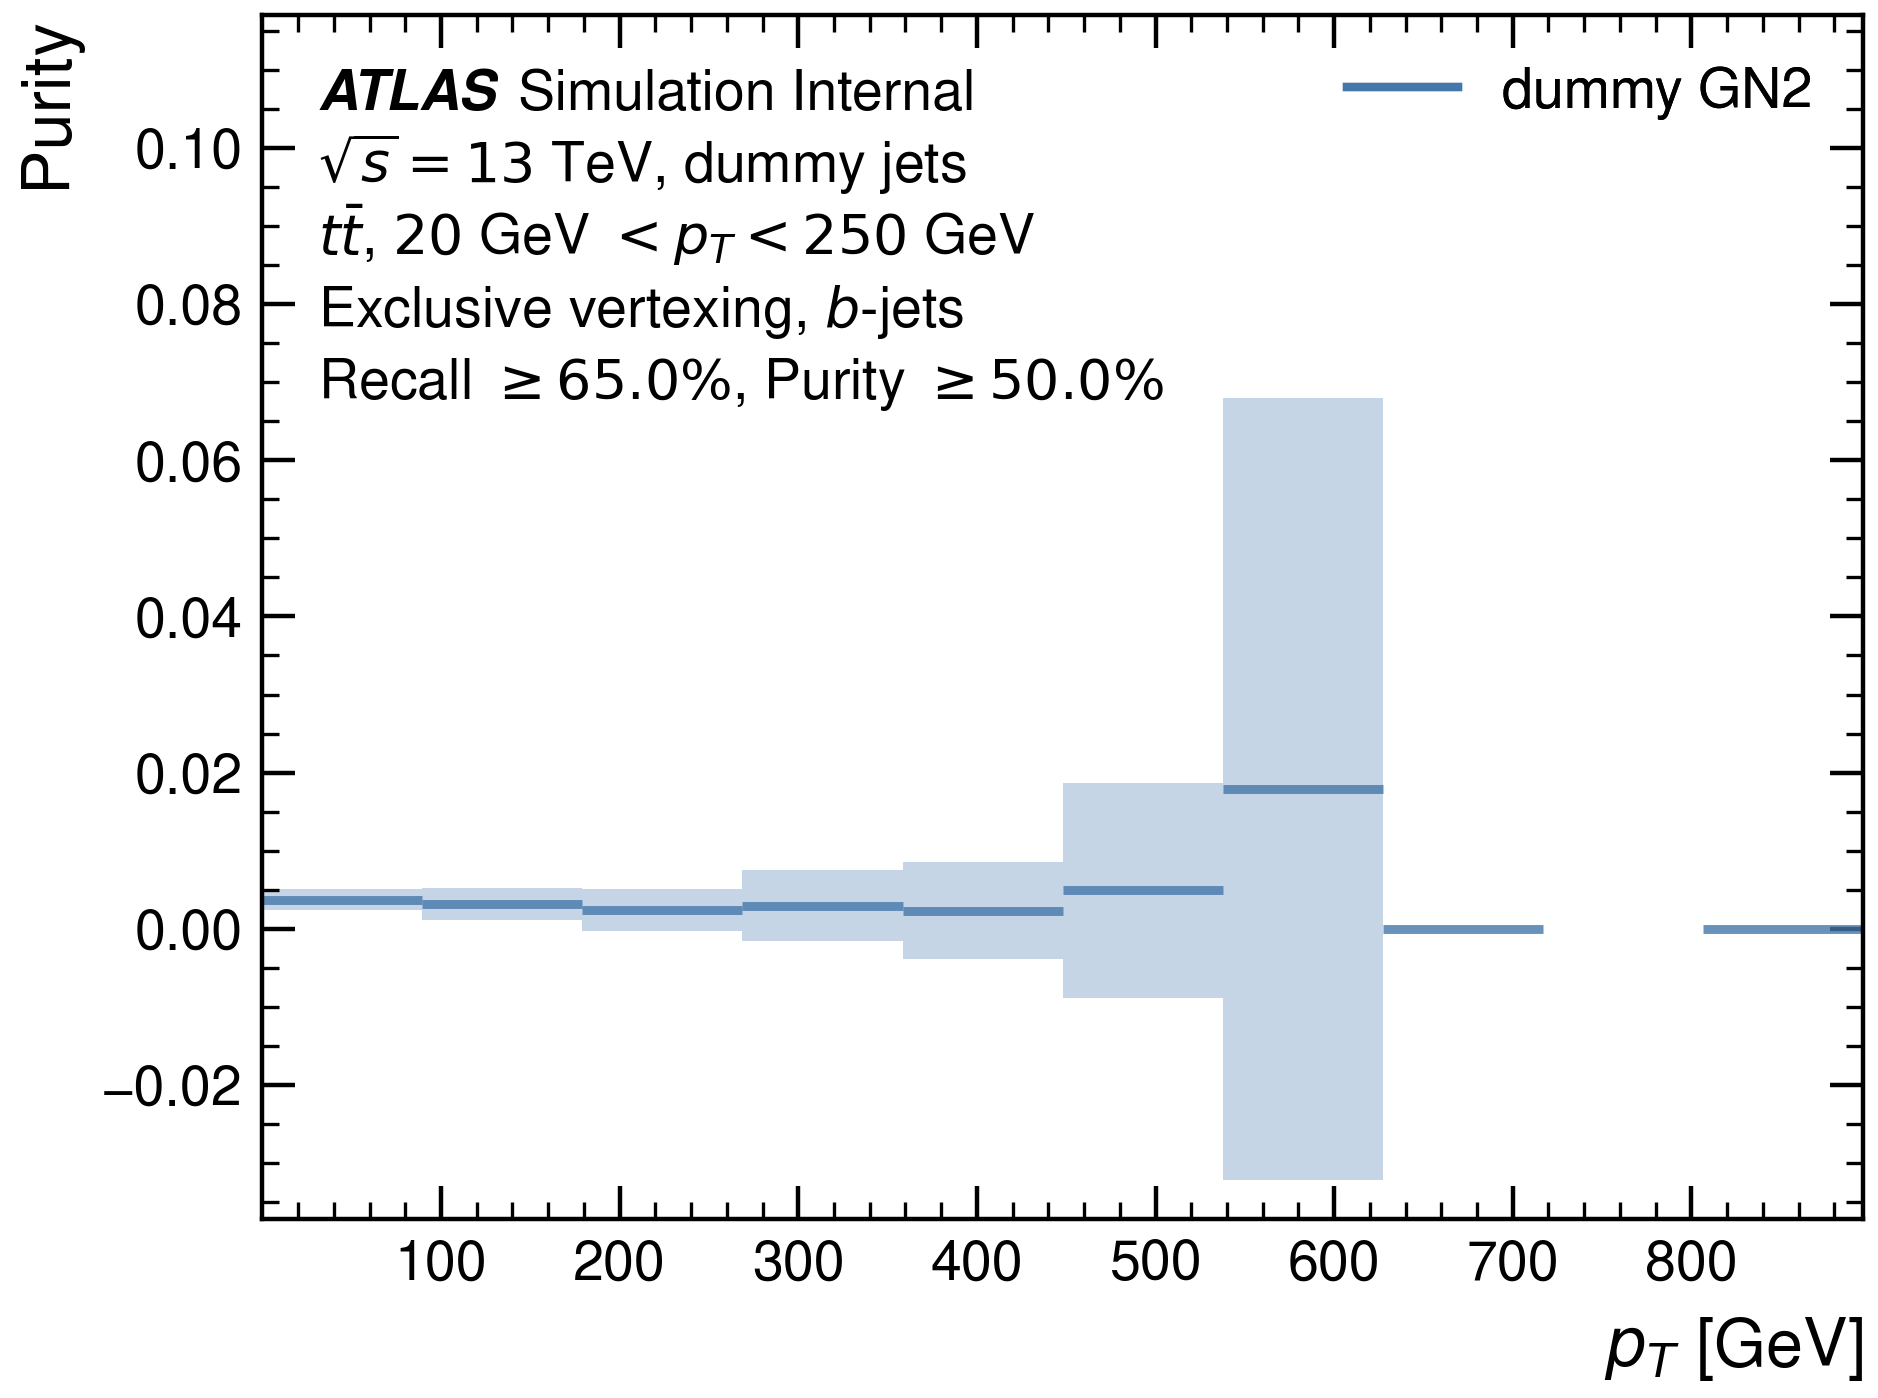 Purity
ATLAS Simulation Internal
√s = 13 TeV, dummy jets
tt̄, 20 GeV < p_T < 250 GeV
Exclusive vertexing, b-jets
Recall ≥ 65.0%, Purity ≥ 50.0%
dummy GN2
0.10
0.08
0.06
0.04
0.02
0.00
−0.02
100 200 300 400 500 600 700 800
p_T [GeV]